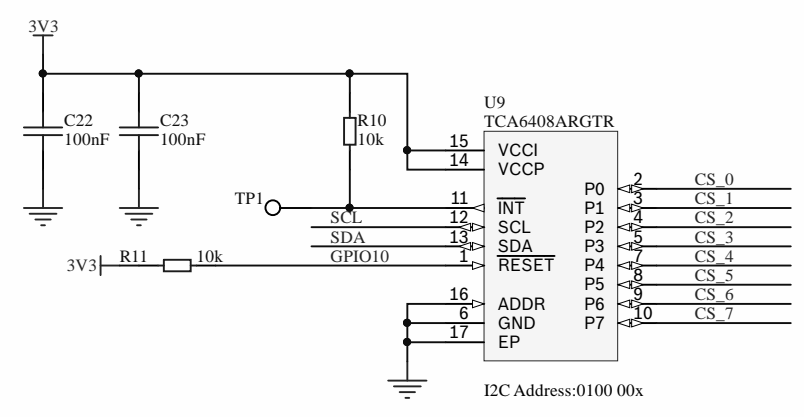 3V3
C22
100nF
C23
100nF
R10
10k
U9
TCA6408ARGTR
TP1
15 VCCI
14 VCCP
11 INT
SCL 12 SCL
SDA 13 SDA
3V3 R11 10k GPIO10 1 RESET
16 ADDR
6 GND
17 EP
P0 2 CS_0
P1 3 CS_1
P2 4 CS_2
P3 5 CS_3
P4 7 CS_4
P5 8 CS_5
P6 9 CS_6
P7 10 CS_7
I2C Address:0100 00x